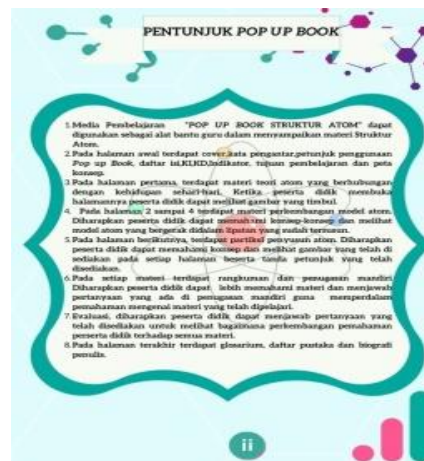 PENTUNJUK POP UP BOOK
1. Media Pembelajaran "POP UP BOOK STRUKTUR ATOM" dapat
digunakan sebagai alat bantu guru dalam menyampaikan materi Struktur
Atom.
2. Pada halaman awal terdapat cover,kata pengantar,petunjuk penggunaan
Pop up Book, daftar isi,KI,KD,Indikator, tujuan pembelajaran dan peta
konsep.
3. Pada halaman pertama, terdapat materi teori atom yang berhubungan
dengan kehidupan sehari-hari. Ketika peserta didik membuka
halamannya peserta didik dapat melihat gambar yang timbul.
4. Pada halaman 2 sampai 4 terdapat materi perkembangan model atom.
Diharapkan peserta didik dapat memahami konsep-konsep dan melihat
model atom yang bergerak didalam lipatan yang sudah tersusun.
5. Pada halaman berikutnya, terdapat partikel penyusun atom. Diharapkan
peserta didik dapat memahami konsep dan melihat gambar yang telah di
sediakan pada setiap halaman beserta tanda petunjuk yang telah
disediakan.
6. Pada setiap materi terdapat rangkuman dan penugasan mandiri.
Diharapkan peserta didik dapat lebih memahami materi dan menjawab
pertanyaan yang ada di penugasan mandiri guna memperdalam
pemahaman mengenai materi yang telah dipelajari.
7. Evaluasi, diharapkan peserta didik dapat menjawab pertanyaan yang
telah disediakan untuk melihat bagaimana perkembangan pemahaman
perserta didik terhadap semua materi.
8. Pada halaman terakhir terdapat glosarium, daftar pustaka dan biografi
penulis.
ii